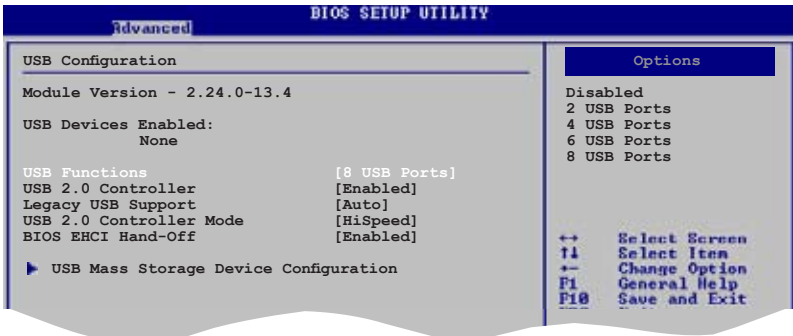 BIOS SETUP UTILITY
Advanced
USB Configuration
Module Version - 2.24.0-13.4
USB Devices Enabled:
None
USB Functions [8 USB Ports]
USB 2.0 Controller [Enabled]
Legacy USB Support [Auto]
USB 2.0 Controller Mode [HiSpeed]
BIOS EHCI Hand-Off [Enabled]
USB Mass Storage Device Configuration
Options
Disabled
2 USB Ports
4 USB Ports
6 USB Ports
8 USB Ports
←→ Select Screen
↑↓ Select Item
+- Change Option
F1 General Help
F10 Save and Exit